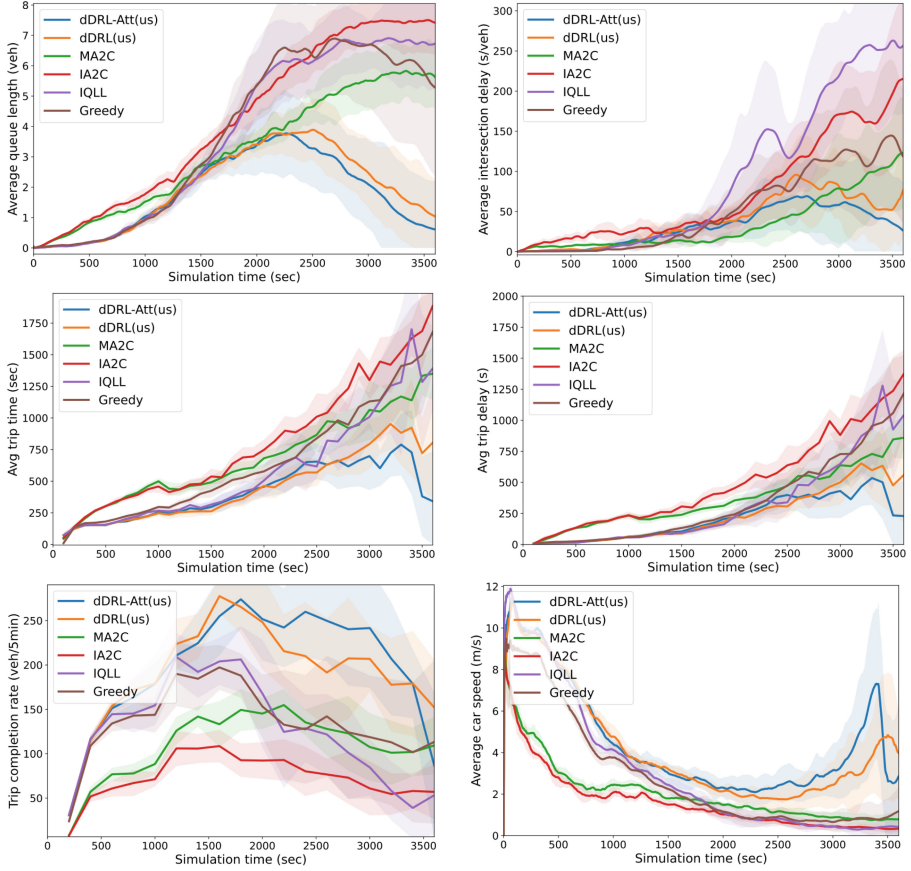 8
7
6
5
4
3
2
1
0
Average queue length (veh)
dDRL-Att(us)
dDRL(us)
MA2C
IA2C
IQLL
Greedy
0 500 1000 1500 2000 2500 3000 3500
Simulation time (sec)
300
250
200
150
100
50
0
Average intersection delay (s/veh)
dDRL-Att(us)
dDRL(us)
MA2C
IA2C
IQLL
Greedy
0 500 1000 1500 2000 2500 3000 3500
Simulation time (sec)
1750
1500
1250
1000
750
500
250
0
Avg trip time (sec)
dDRL-Att(us)
dDRL(us)
MA2C
IA2C
IQLL
Greedy
0 500 1000 1500 2000 2500 3000 3500
Simulation time (sec)
2000
1750
1500
1250
1000
750
500
250
0
Avg trip delay (s)
dDRL-Att(us)
dDRL(us)
MA2C
IA2C
IQLL
Greedy
0 500 1000 1500 2000 2500 3000 3500
Simulation time (sec)
250
200
150
100
50
Trip completion rate (veh/5min)
dDRL-Att(us)
dDRL(us)
MA2C
IA2C
IQLL
Greedy
0 500 1000 1500 2000 2500 3000 3500
Simulation time (sec)
12
10
8
6
4
2
0
Average car speed (m/s)
dDRL-Att(us)
dDRL(us)
MA2C
IA2C
IQLL
Greedy
0 500 1000 1500 2000 2500 3000 3500
Simulation time (sec)